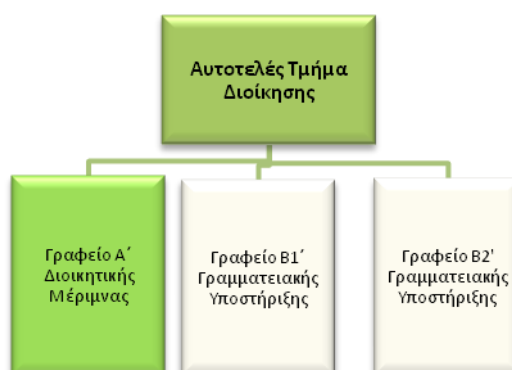 Αυτοτελές Τμήμα
Διοίκησης
Γραφείο Α΄
Διοικητικής
Μέριμνας
Γραφείο Β1΄
Γραμματειακής
Υποστήριξης
Γραφείο Β2'
Γραμματειακής
Υποστήριξης